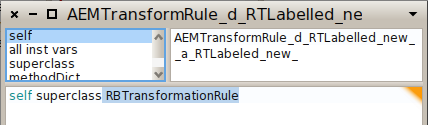 AEMTransformRule_d_RTLabelled_ne
self
all inst vars
superclass
methodDict
AEMTransformRule_d_RTLabelled_new_
_a_RTLabeled_new_
self superclass RBTransformationRule